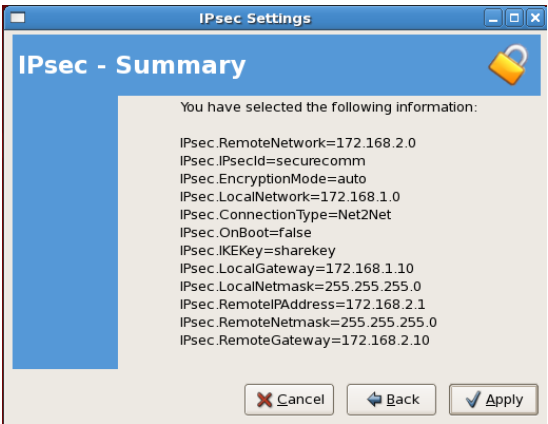 IPsec Settings
IPsec - Summary
You have selected the following information:
IPsec.RemoteNetwork=172.168.2.0
IPsec.IPsecId=securecomm
IPsec.EncryptionMode=auto
IPsec.LocalNetwork=172.168.1.0
IPsec.ConnectionType=Net2Net
IPsec.OnBoot=false
IPsec.IKEKey=sharekey
IPsec.LocalGateway=172.168.1.10
IPsec.LocalNetmask=255.255.255.0
IPsec.RemoteIPAddress=172.168.2.1
IPsec.RemoteNetmask=255.255.255.0
IPsec.RemoteGateway=172.168.2.10
Cancel Back Apply